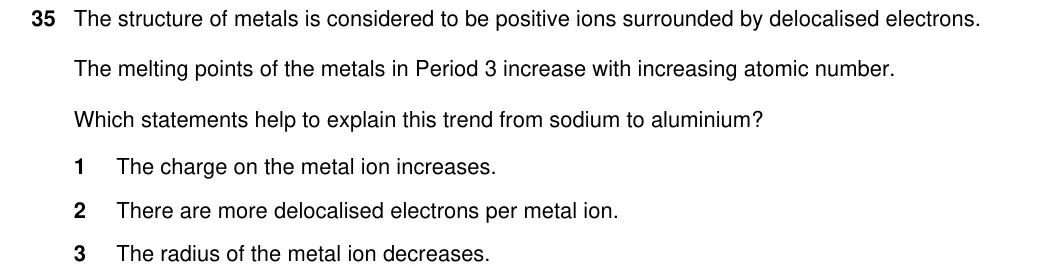 35 The structure of metals is considered to be positive ions surrounded by delocalised electrons.
The melting points of the metals in Period 3 increase with increasing atomic number.
Which statements help to explain this trend from sodium to aluminium?
1 The charge on the metal ion increases.
2 There are more delocalised electrons per metal ion.
3 The radius of the metal ion decreases.